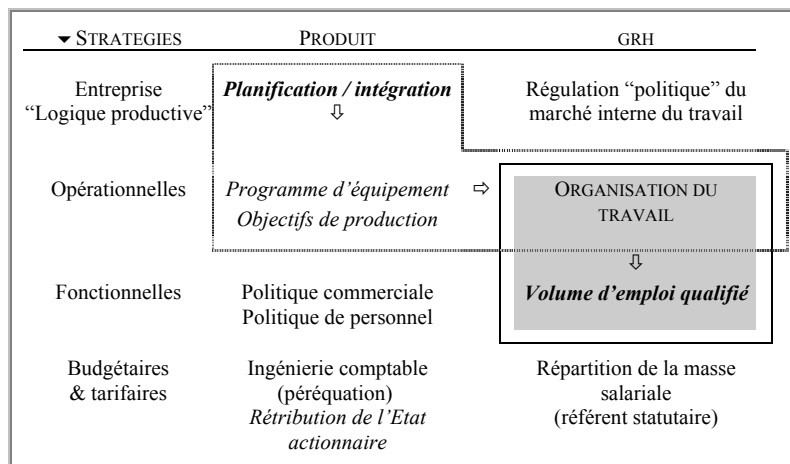 ▾ STRATEGIES PRODUIT GRH
Entreprise Planification / intégration Régulation “politique” du
“Logique productive” ⇩ marché interne du travail
Opérationnelles Programme d’équipement ⇨ ORGANISATION DU
Objectifs de production TRAVAIL
⇩
Fonctionnelles Politique commerciale Volume d’emploi qualifié
Politique de personnel
Budgétaires Ingénierie comptable Répartition de la masse
& tarifaires (péréquation) salariale
Rétribution de l’Etat (référent statutaire)
actionnaire